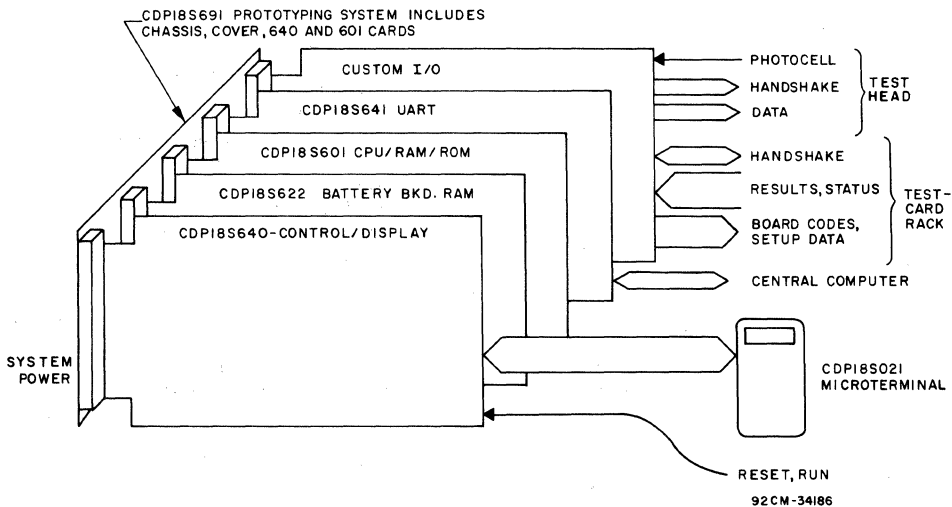 CDP18S691 PROTOTYPING SYSTEM INCLUDES
CHASSIS, COVER, 640 AND 601 CARDS
CUSTOM I/O
CDP18S641 UART
CDP18S601 CPU/RAM/ROM
CDP18S622 BATTERY BKD. RAM
CDP18S640-CONTROL/DISPLAY
SYSTEM
POWER
PHOTOCELL
HANDSHAKE
DATA
TEST
HEAD
HANDSHAKE
RESULTS, STATUS
BOARD CODES,
SETUP DATA
TEST-
CARD
RACK
CENTRAL COMPUTER
CDP18S021
MICROTERMINAL
RESET, RUN
92CM-34186